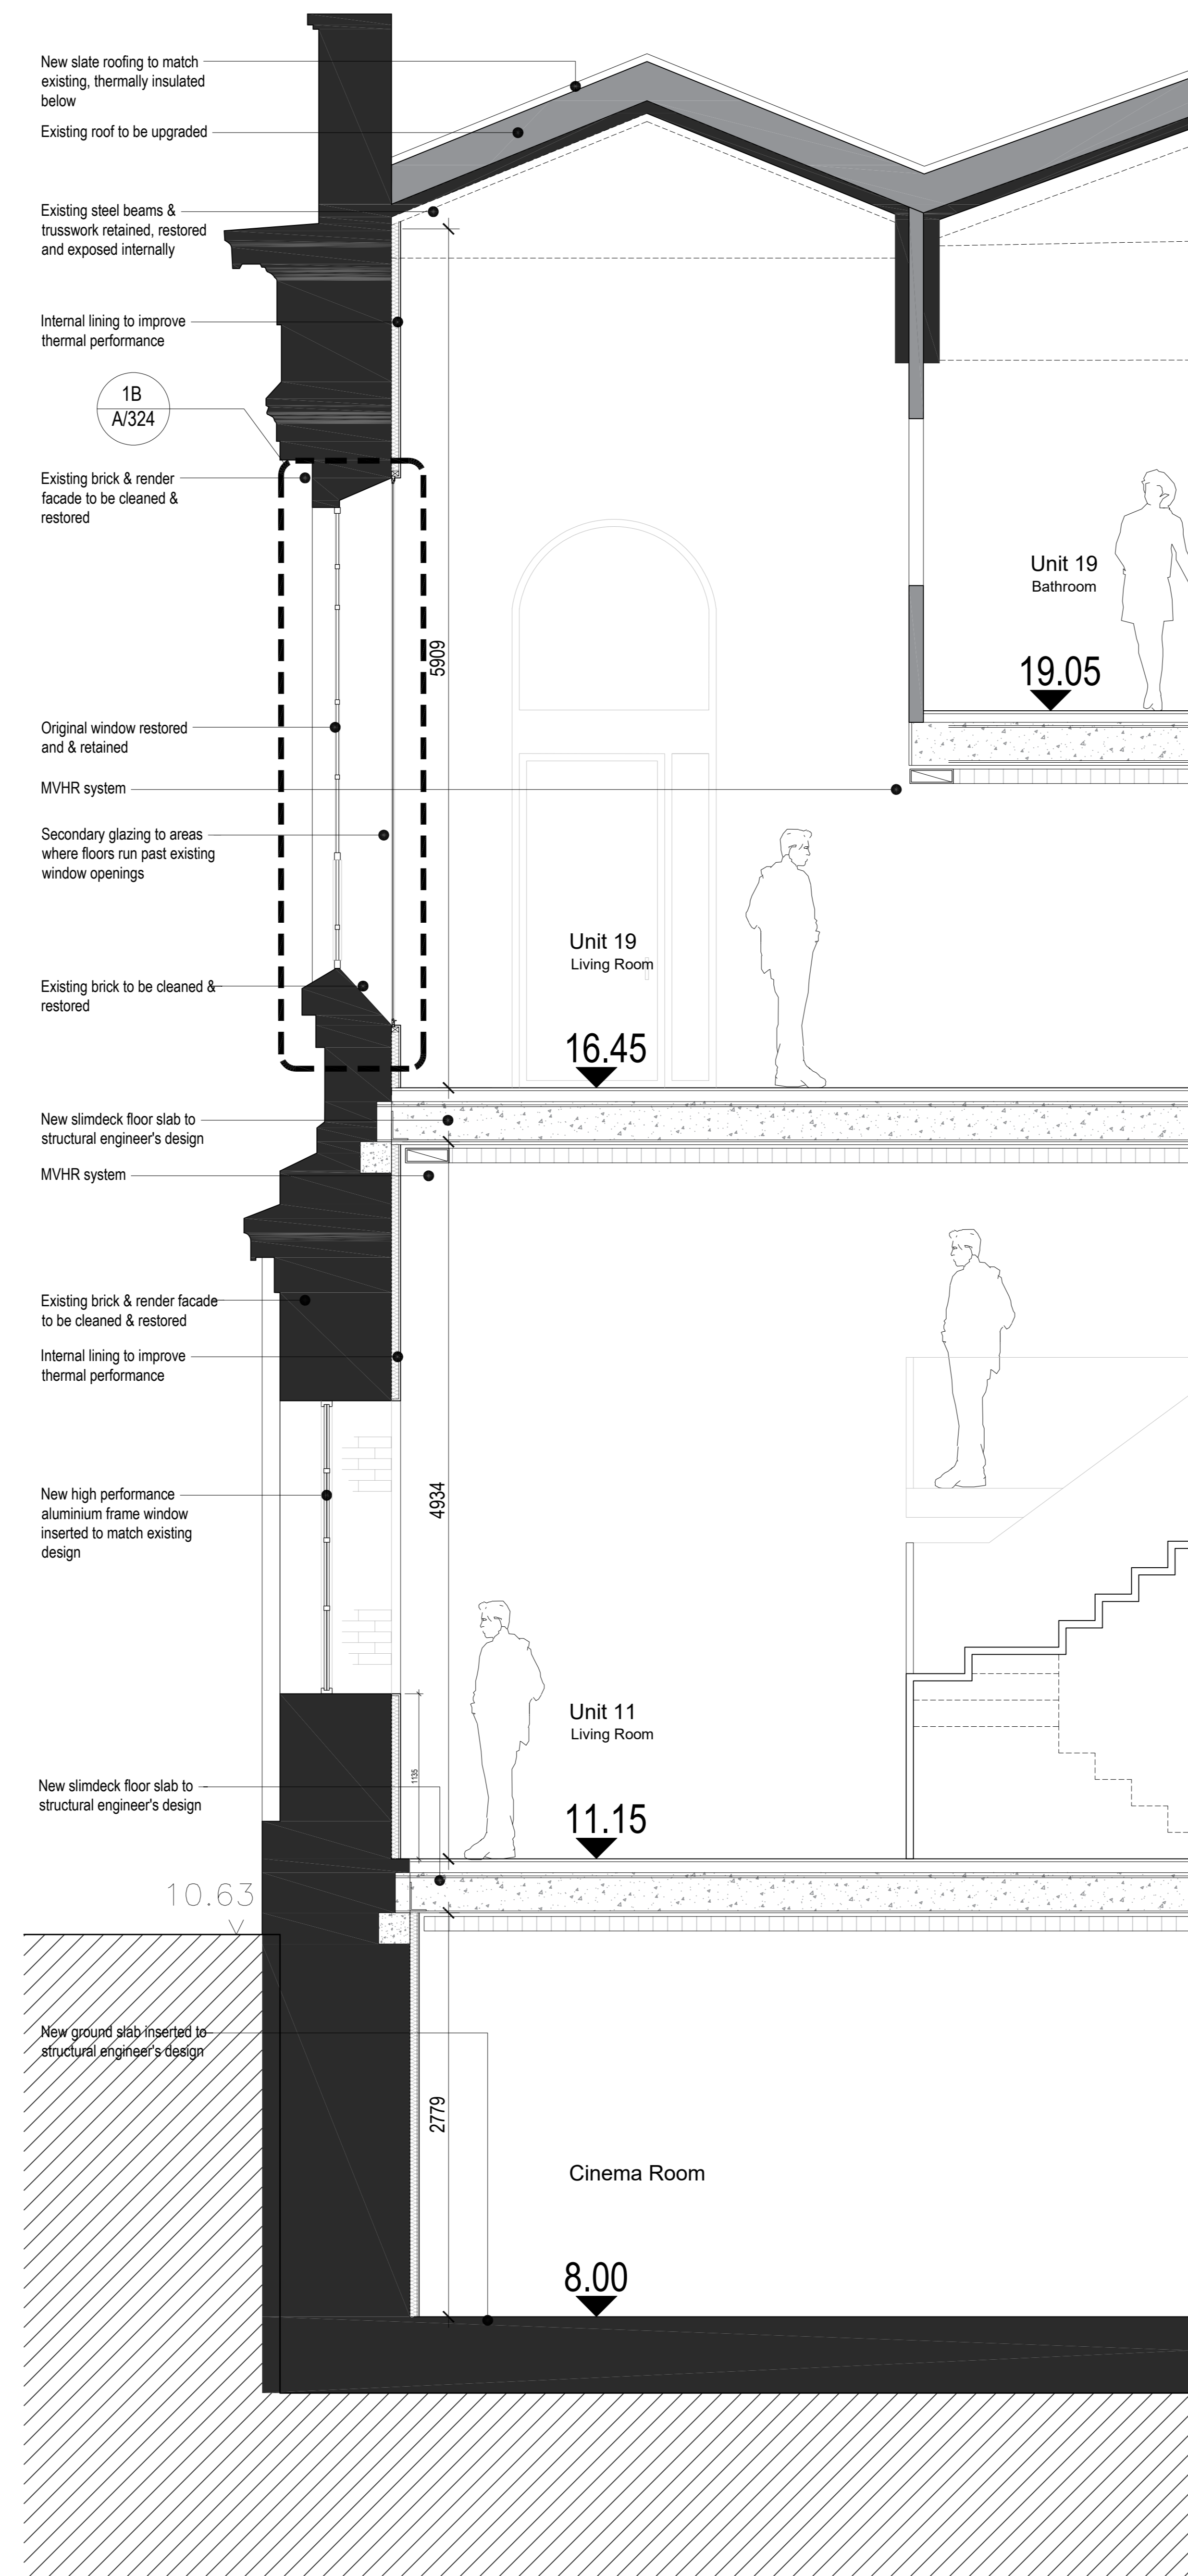 New slate roofing to match
existing, thermally insulated
below
Existing roof to be upgraded
Existing steel beams &
trusswork retained, restored
and exposed internally
Internal lining to improve
thermal performance
1B
A/324
Existing brick & render
facade to be cleaned &
restored
Unit 19
Bathroom
5909
19.05
Original window restored
and & retained
MVHR system
Secondary glazing to areas
where floors run past existing
window openings
Unit 19
Living Room
Existing brick to be cleaned &
restored
16.45
New slimdeck floor slab to
structural engineer's design
MVHR system
Existing brick & render facade
to be cleaned & restored
Internal lining to improve
thermal performance
New high performance
aluminium frame window
inserted to match existing
design
4934
Unit 11
Living Room
1135
New slimdeck floor slab to
structural engineer's design
11.15
10.63
New ground slab inserted to
structural engineer's design
2779
Cinema Room
8.00